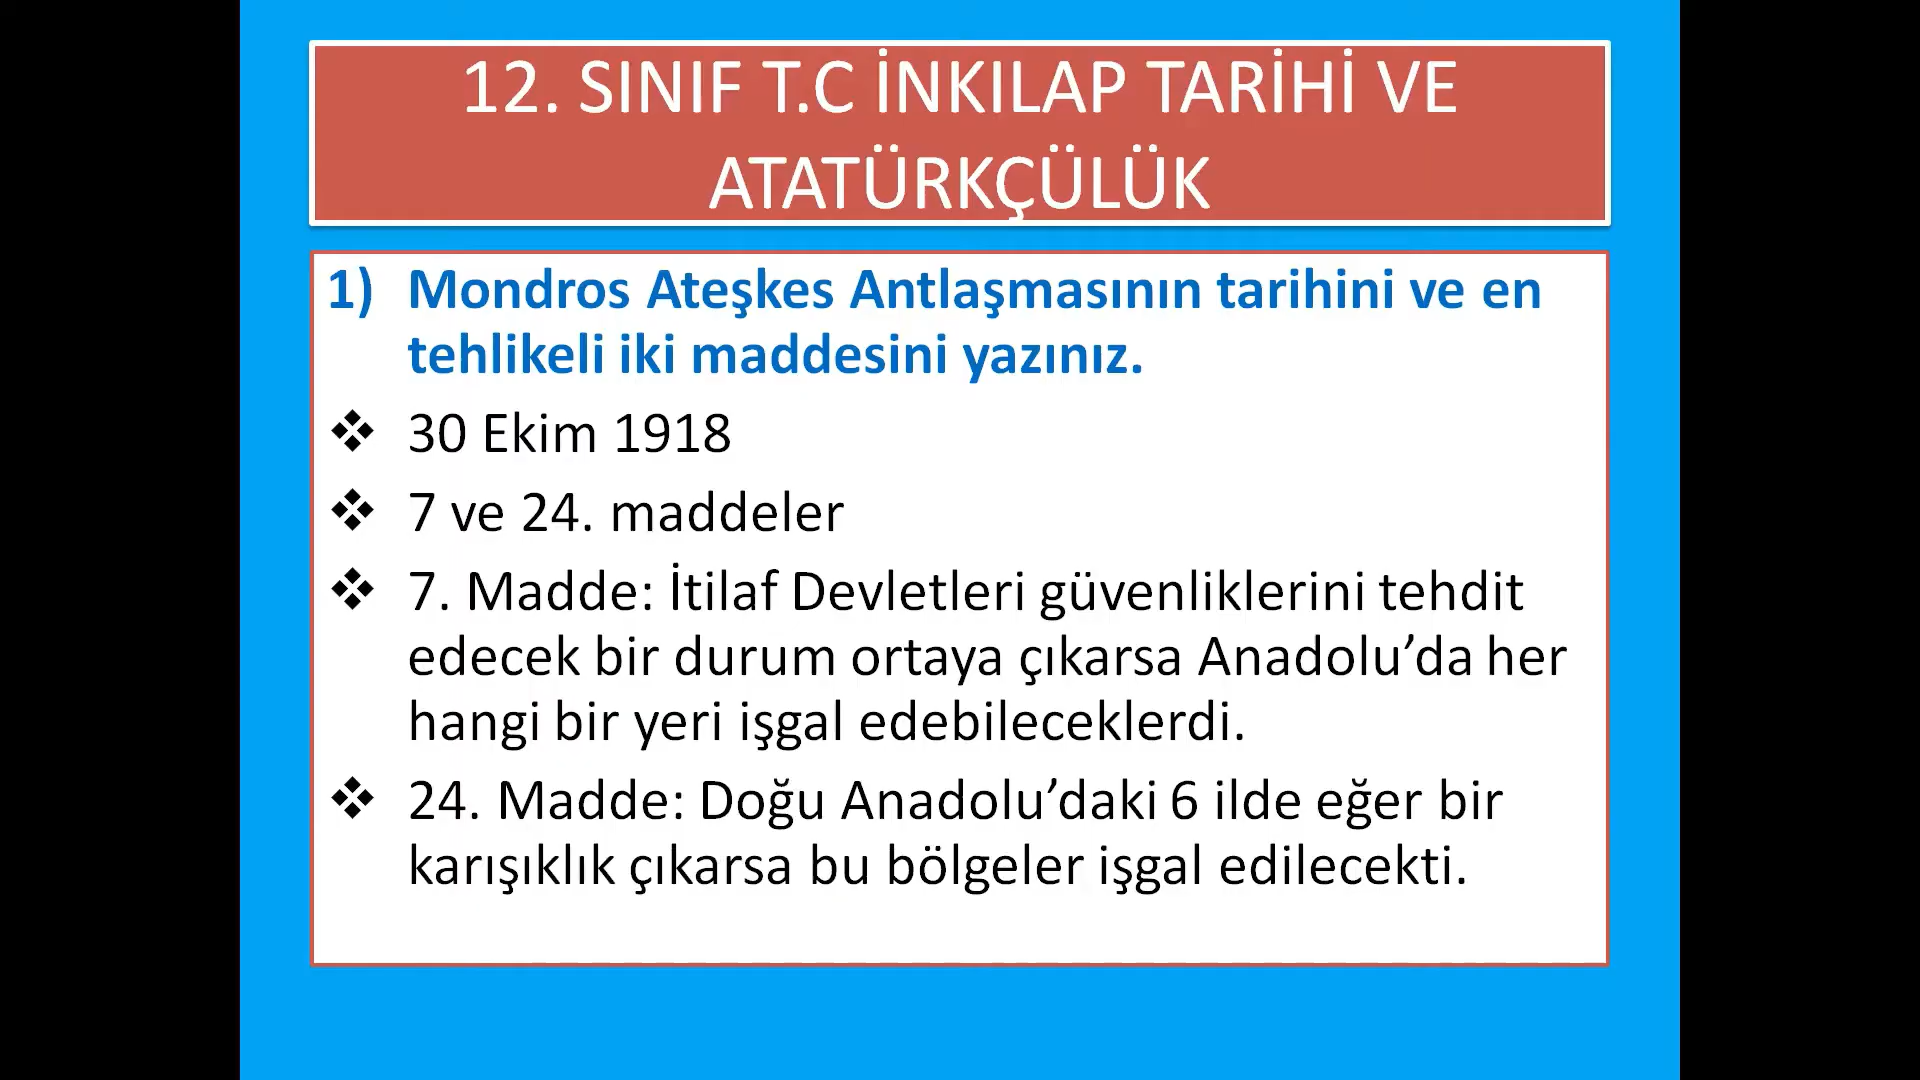 12. SINIF T.C İNKILAP TARİHİ VE
ATATÜRKÇÜLÜK
1) Mondros Ateşkes Antlaşmasının tarihini ve en
tehlikeli iki maddesini yazınız.
❖ 30 Ekim 1918
❖ 7 ve 24. maddeler
❖ 7. Madde: İtilaf Devletleri güvenliklerini tehdit
edecek bir durum ortaya çıkarsa Anadolu’da her
hangi bir yeri işgal edebileceklerdi.
❖ 24. Madde: Doğu Anadolu’daki 6 ilde eğer bir
karışıklık çıkarsa bu bölgeler işgal edilecekti.